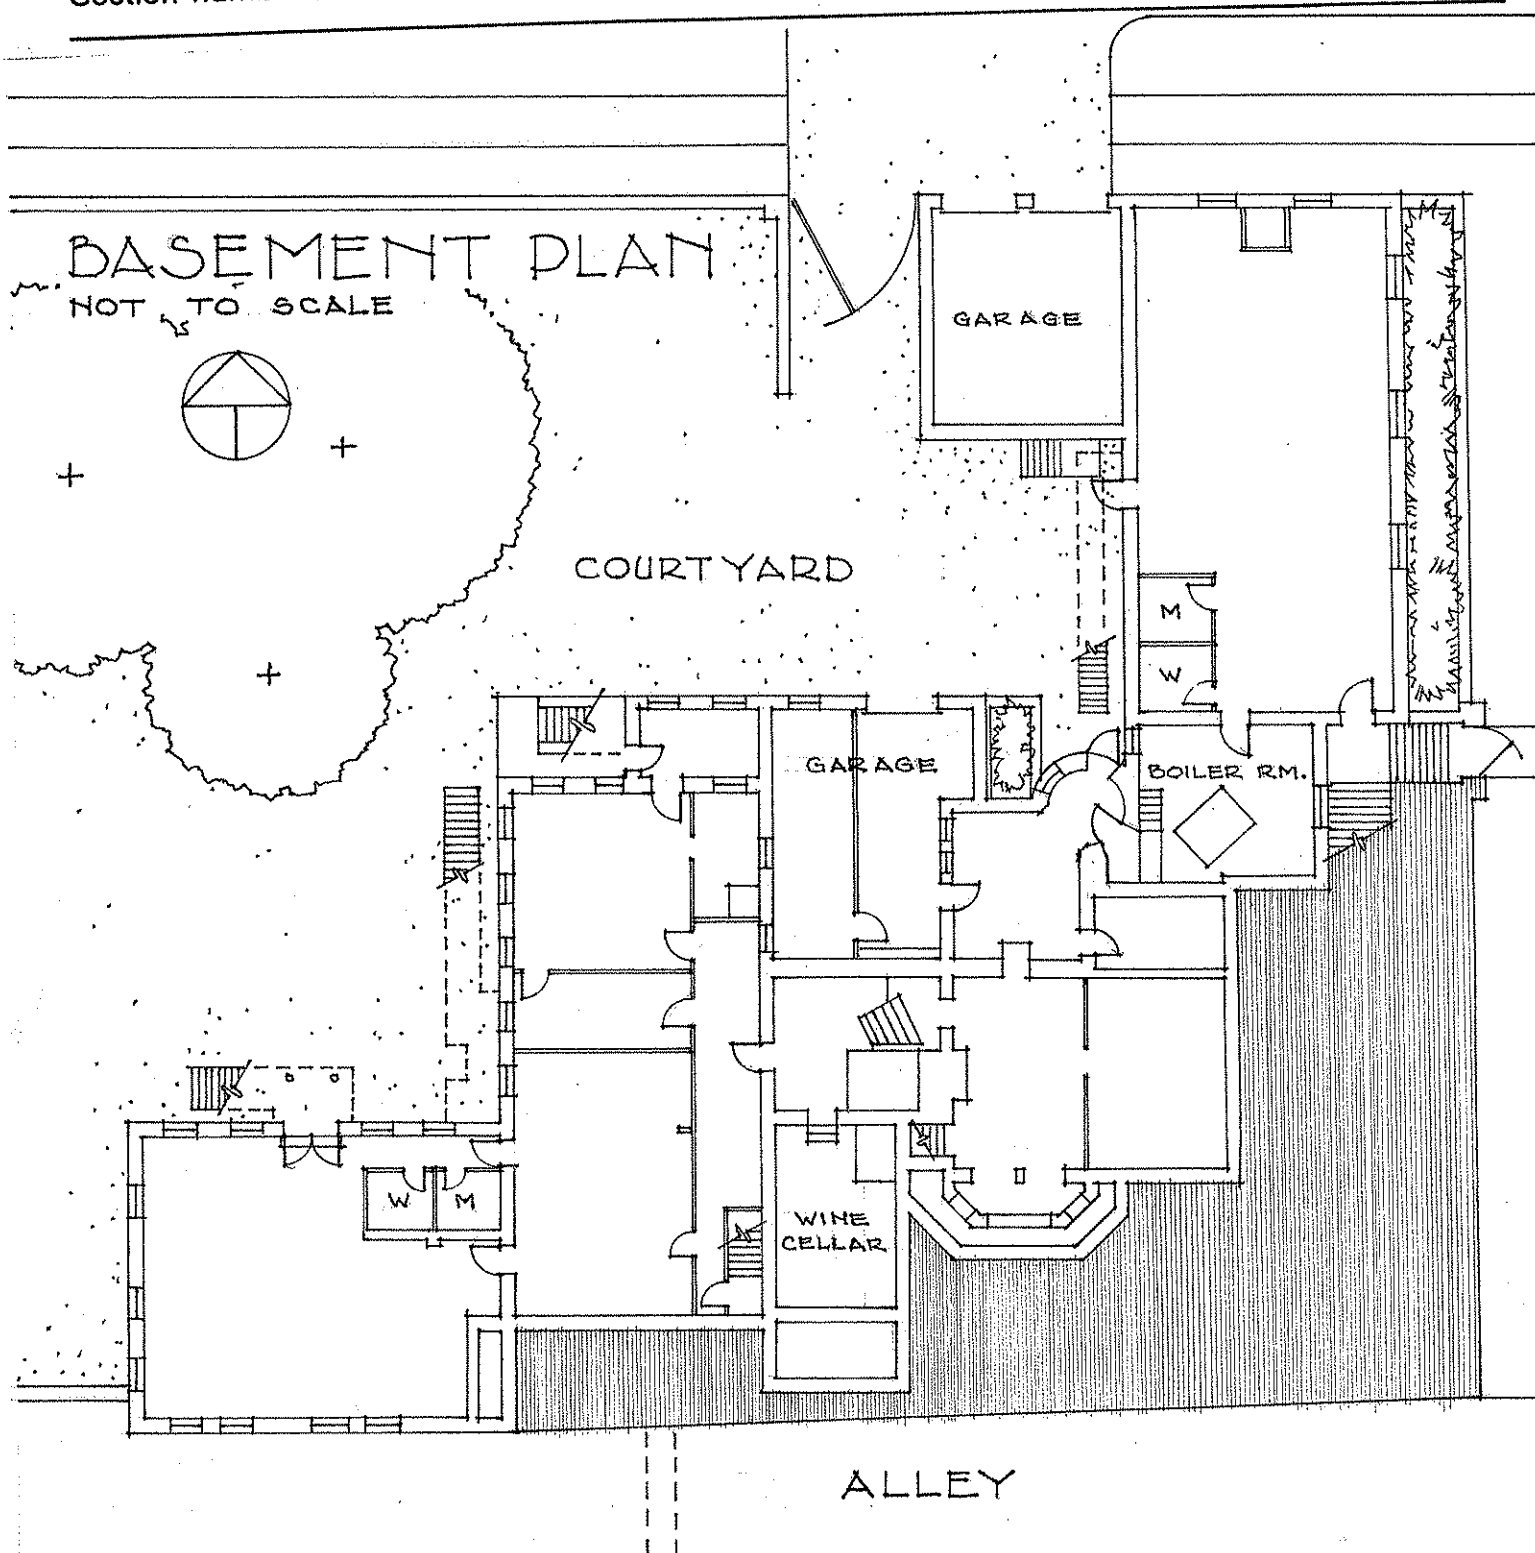 BASEMENT PLAN
NOT TO SCALE
GARAGE
COURTYARD
M
W
GARAGE
BOILER RM.
W
M
WINE
CELLAR
ALLEY